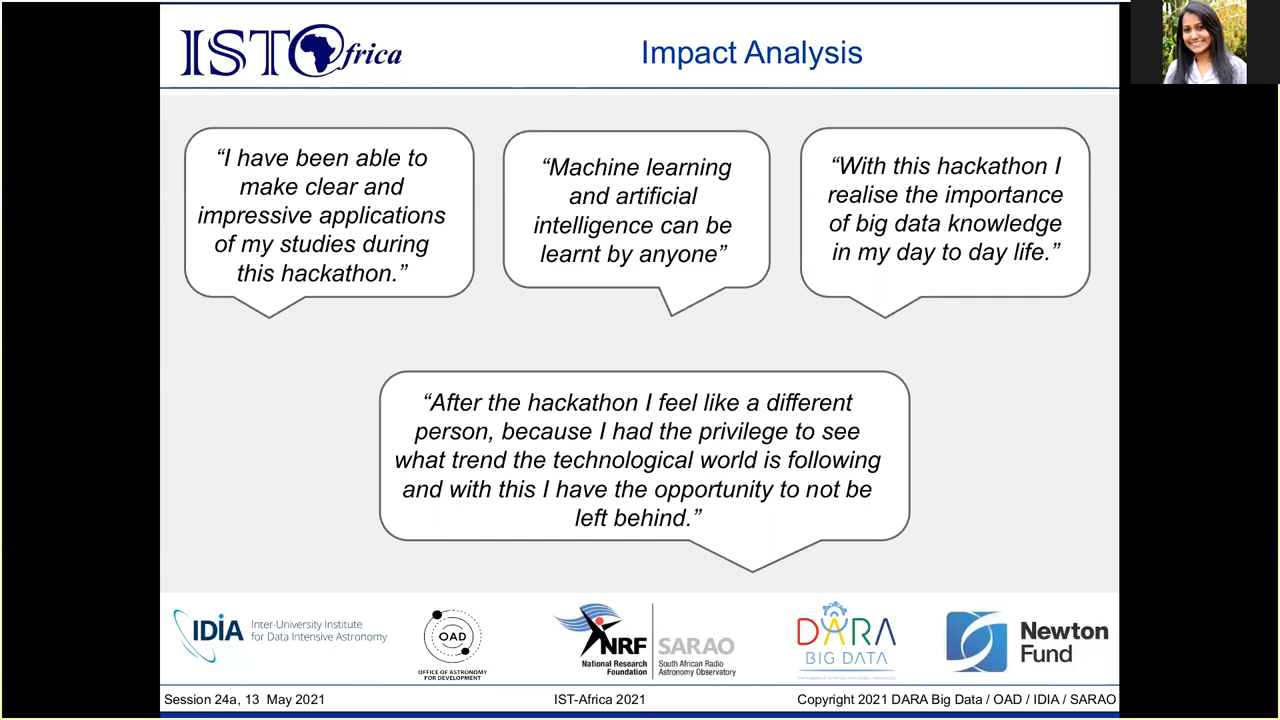 IST Africa
Impact Analysis
“I have been able to
make clear and
impressive applications
of my studies during
this hackathon.”
“Machine learning
and artificial
intelligence can be
learnt by anyone”
“With this hackathon I
realise the importance
of big data knowledge
in my day to day life.”
“After the hackathon I feel like a different
person, because I had the privilege to see
what trend the technological world is following
and with this I have the opportunity to not be
left behind.”
IDIA
Inter-University Institute
for Data Intensive Astronomy
OAD
OFFICE OF ASTRONOMY
FOR DEVELOPMENT
NRF
National Research
Foundation
SARAO
South African Radio
Astronomy Observatory
DARA
BIG DATA
Newton
Fund
Session 24a, 13 May 2021
IST-Africa 2021
Copyright 2021 DARA Big Data / OAD / IDIA / SARAO